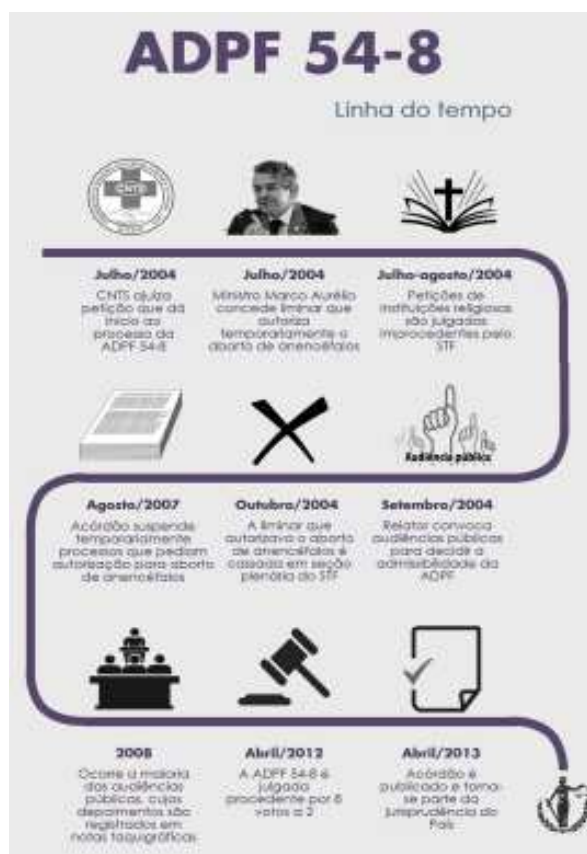 ADPF 54-8
Linha do tempo
CNTS
Julho/2004
CNTS ajuíza
petição que dá
início ao
processo da
ADPF 54-8
Julho/2004
Ministro Marco Aurélio
concede liminar que
autoriza
temporariamente o
aborto de anencéfalos
Julho-agosto/2004
Petições de
instituições religiosas
são julgadas
improcedentes pelo
STF
Audiência pública
Agosto/2007
Acórdão suspende
temporariamente
processos que pediam
autorização para aborto
de anencéfalos
Outubro/2004
A liminar que
autorizava o aborto
de anencéfalos é
cassada em seção
plenária do STF
Setembro/2004
Relator convoca
audiências públicas
para decidir a
admissibilidade da
ADPF
2008
Ocorre a maioria
das audiências
públicas, cujos
depoimentos são
registrados em
notas taquigráficas
Abril/2012
A ADPF 54-8 é
julgada
procedente por 8
votos a 2
Abril/2013
Acórdão é
publicado e torna-
se parte da
jurisprudência do
País